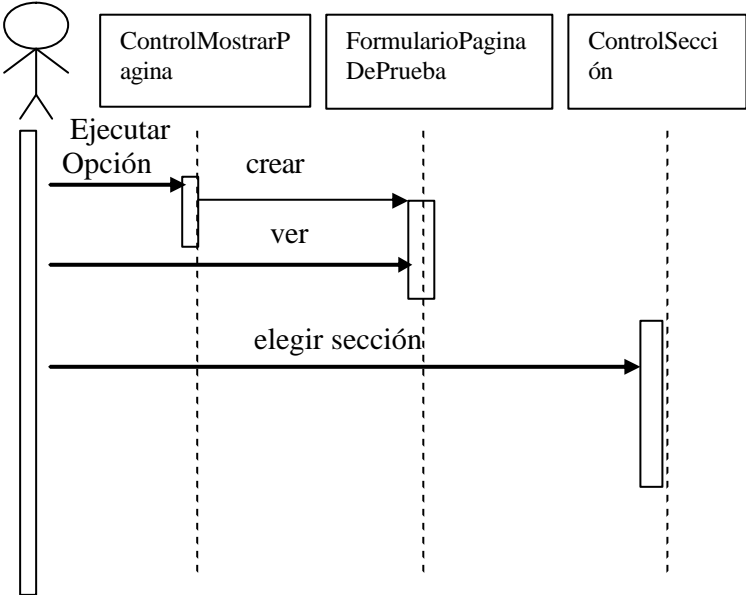 ControlMostrarP
agina
FormularioPagina
DePrueba
ControlSecci
ón
Ejecutar
Opción
crear
ver
elegir sección